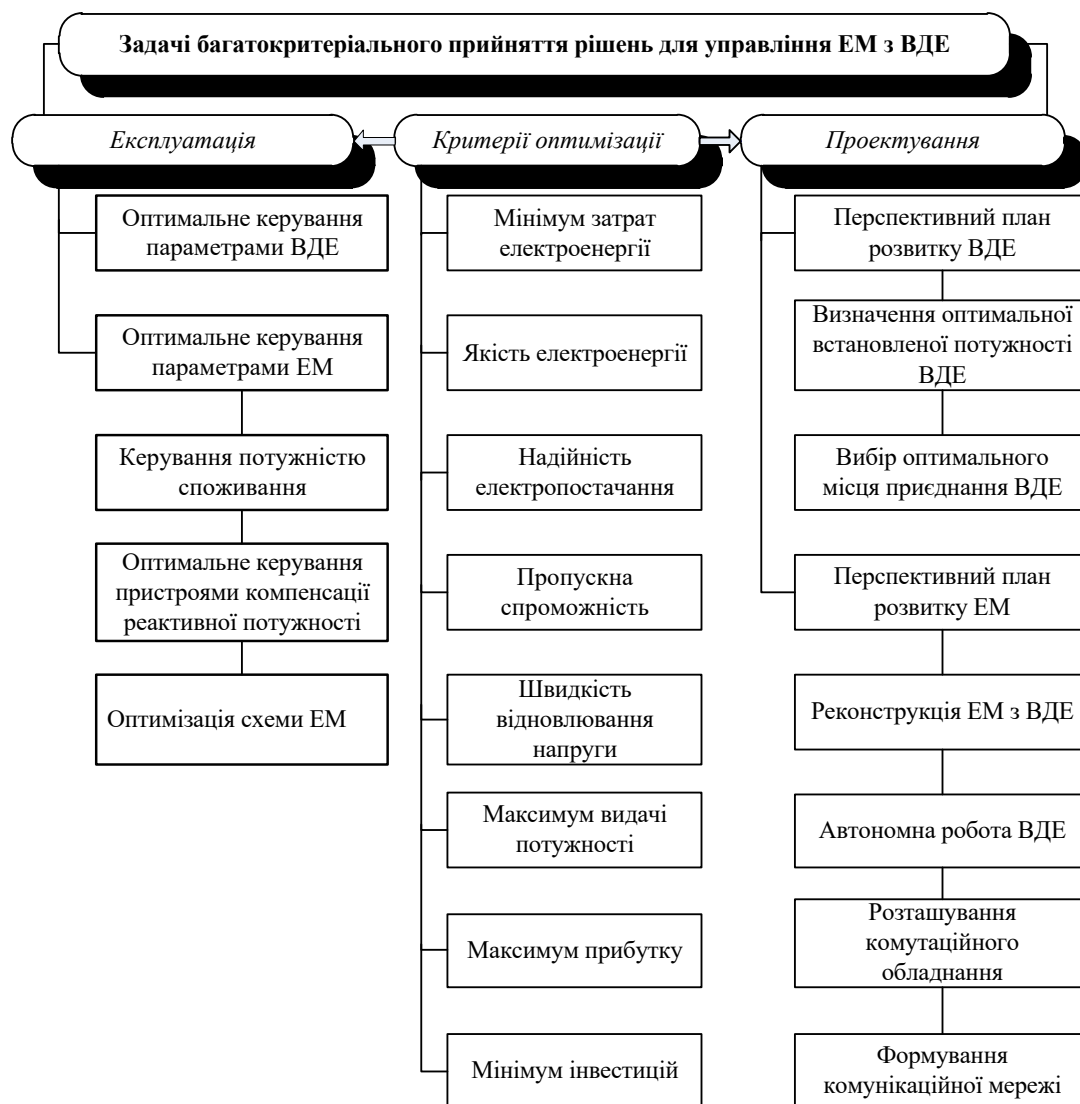 Задачі багатокритеріального прийняття рішень для управління ЕМ з ВДЕ
Експлуатація
Критерії оптимізації
Проектування
Оптимальне керування
параметрами ВДЕ
Оптимальне керування
параметрами ЕМ
Керування потужністю
споживання
Оптимальне керування
пристроями компенсації
реактивної потужності
Оптимізація схеми ЕМ
Мінімум затрат
електроенергії
Якість електроенергії
Надійність
електропостачання
Пропускна
спроможність
Швидкість
відновлювання
напруги
Максимум видачі
потужності
Максимум прибутку
Мінімум інвестицій
Перспективний план
розвитку ВДЕ
Визначення оптимальної
встановленої потужності
ВДЕ
Вибір оптимального
місця приєднання ВДЕ
Перспективний план
розвитку ЕМ
Реконструкція ЕМ з ВДЕ
Автономна робота ВДЕ
Розташування
комутаційного
обладнання
Формування
комунікаційної мережі